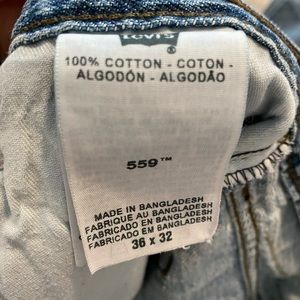 Levi's
®
100% COTTON - COTON -
ALGODÓN - ALGODÃO
559™
MADE IN BANGLADESH
FABRIQUE AU BANGLADESH
FABRICADO EN BANGLADESH
FABRICADO EM BANGLADESH
36 x 32